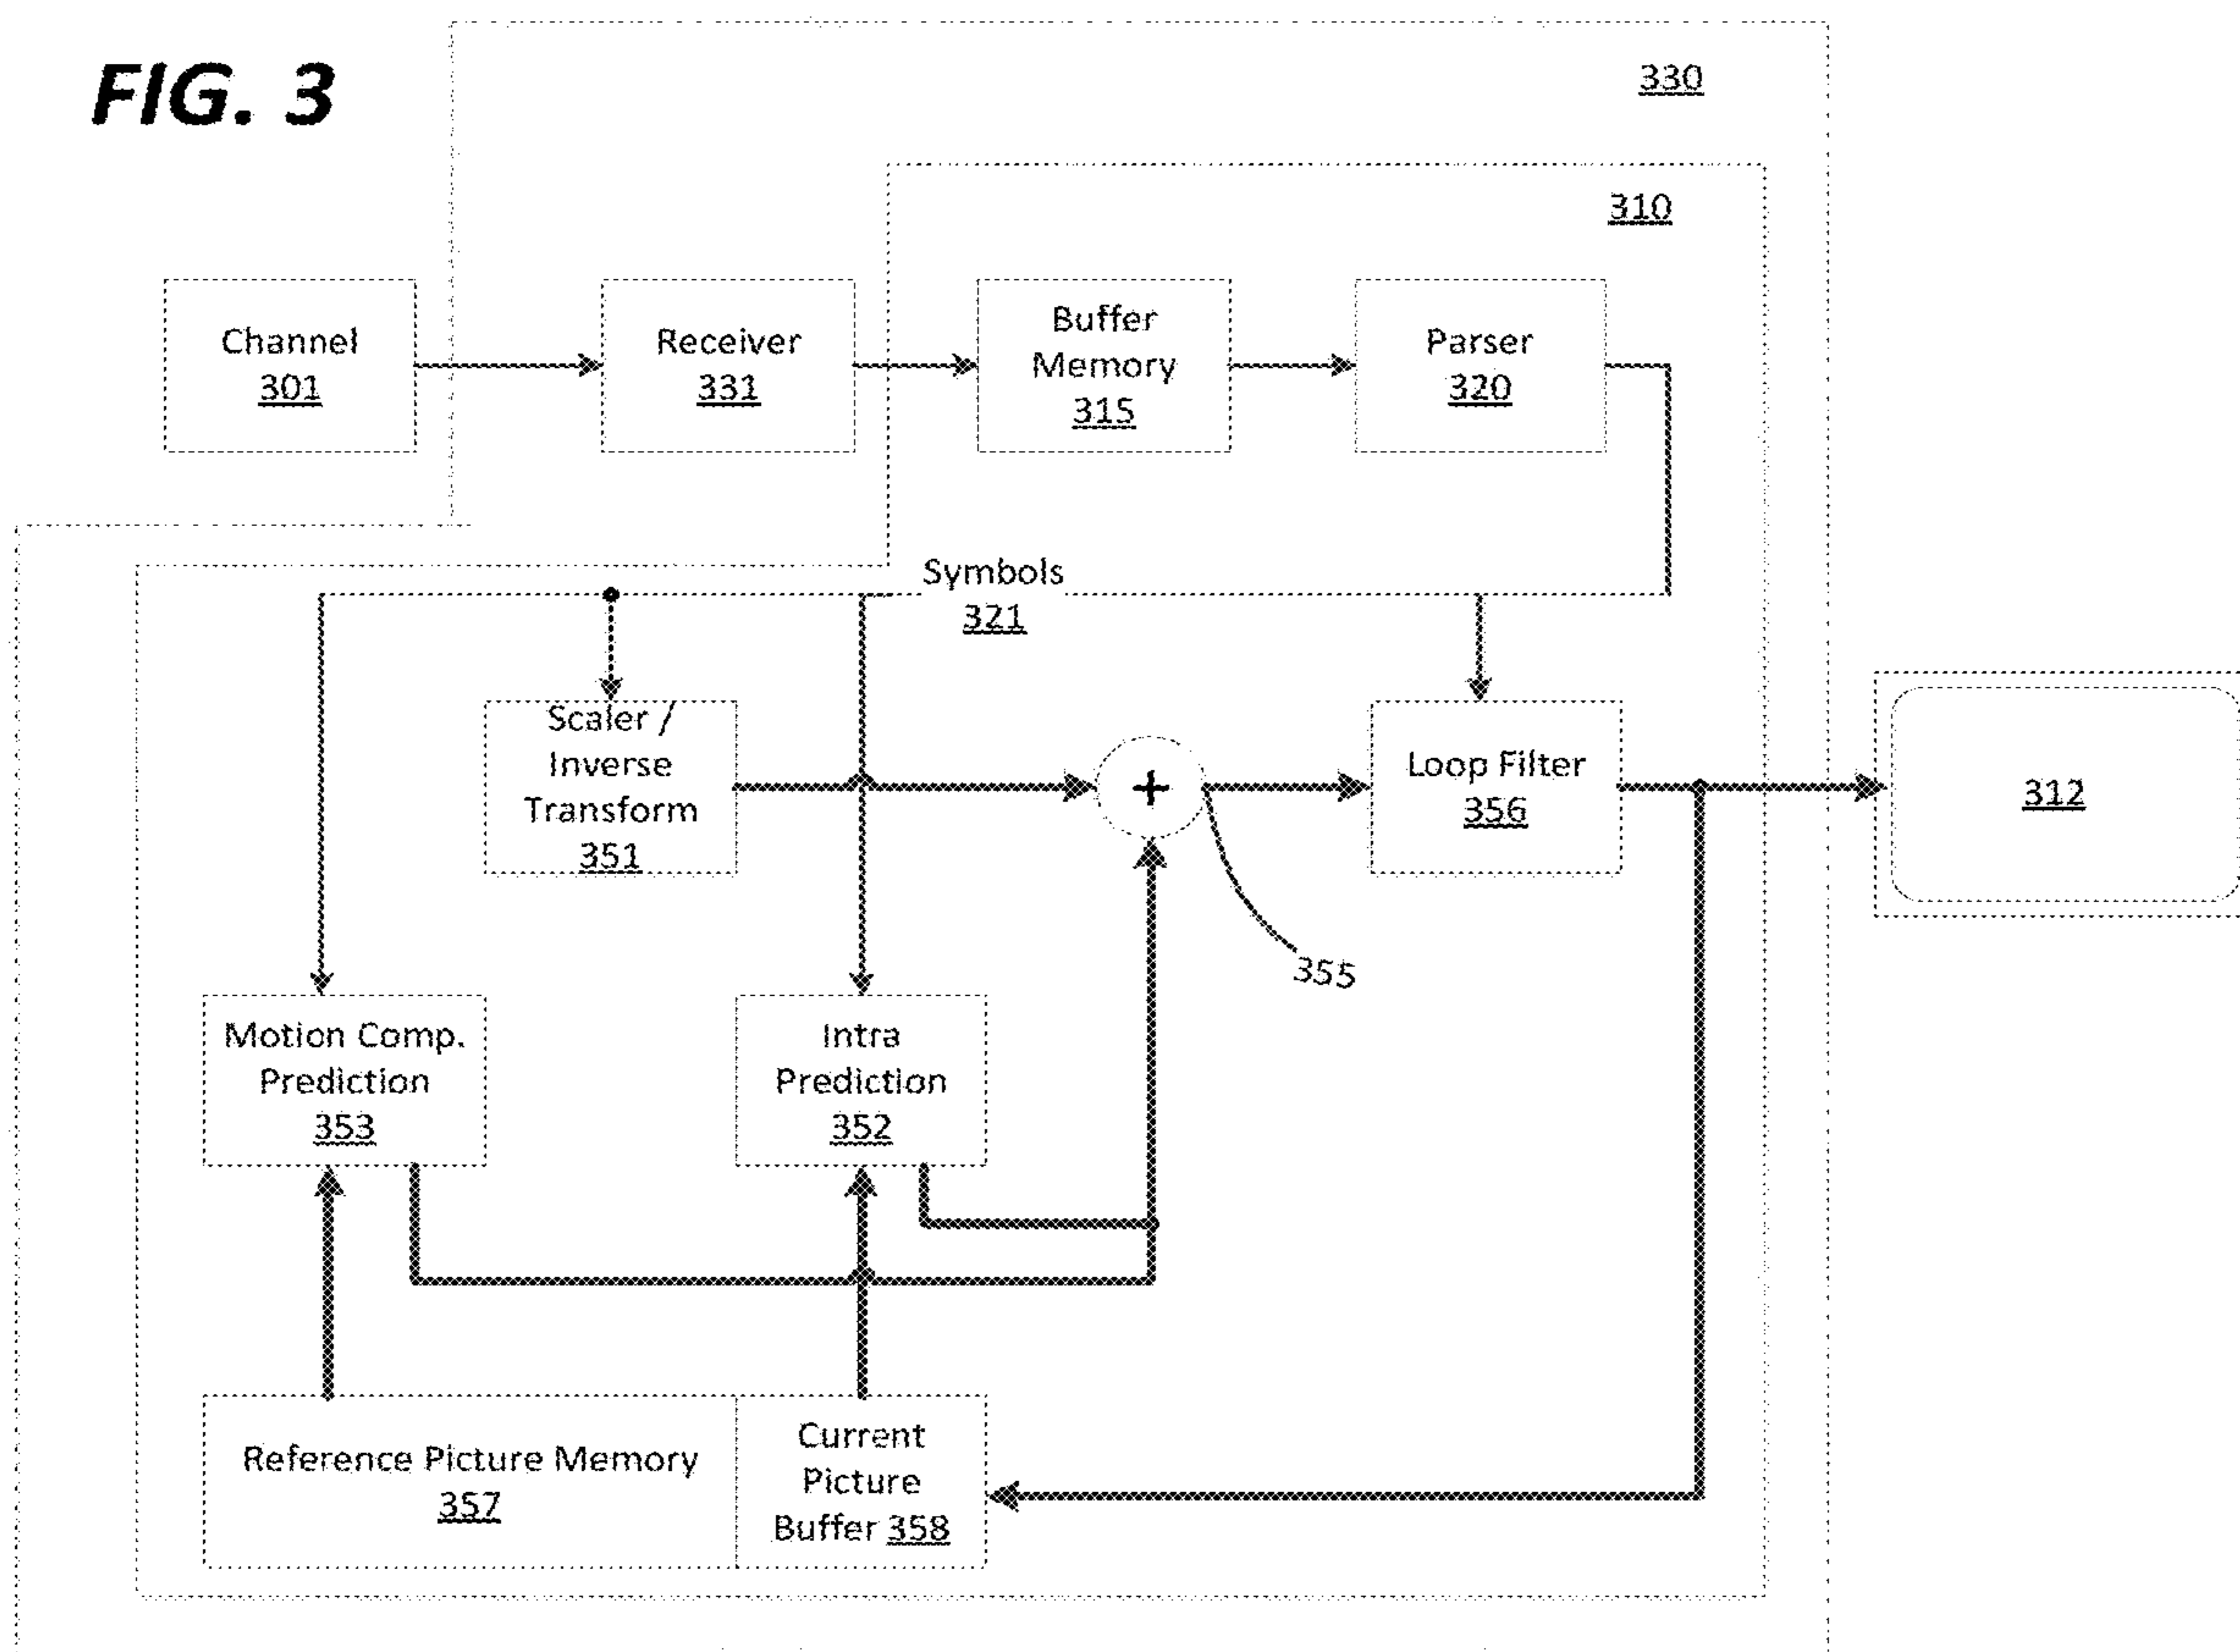 FIG. 3
330
310
Channel
301
Receiver
331
Buffer
Memory
315
Parser
320
Symbols
321
Scaler /
Inverse
Transform
351
+
Loop Filter
356
312
355
Motion Comp.
Prediction
353
Intra
Prediction
352
Reference Picture Memory
357
Current
Picture
Buffer 358